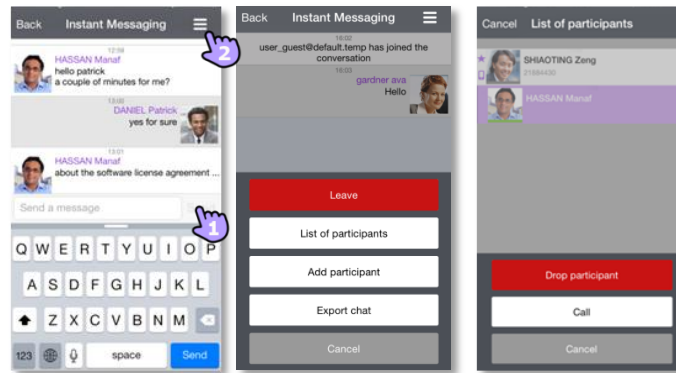 Back Instant Messaging
2
12:59
HASSAN Manaf
hello patrick
a couple of minutes for me?
13:00
DANIEL Patrick
yes for sure
13:01
HASSAN Manaf
about the software license agreement ...
Send a message
1
Q W E R T Y U I O P
A S D F G H J K L
Z X C V B N M
123 space Send
Back Instant Messaging
16:02
user_guest@default.temp has joined the
conversation
16:03
gardner ava
Hello
Leave
List of participants
Add participant
Export chat
Cancel
Cancel List of participants
SHIAOTING Zeng
21984430
HASSAN Manaf
Drop participant
Call
Cancel